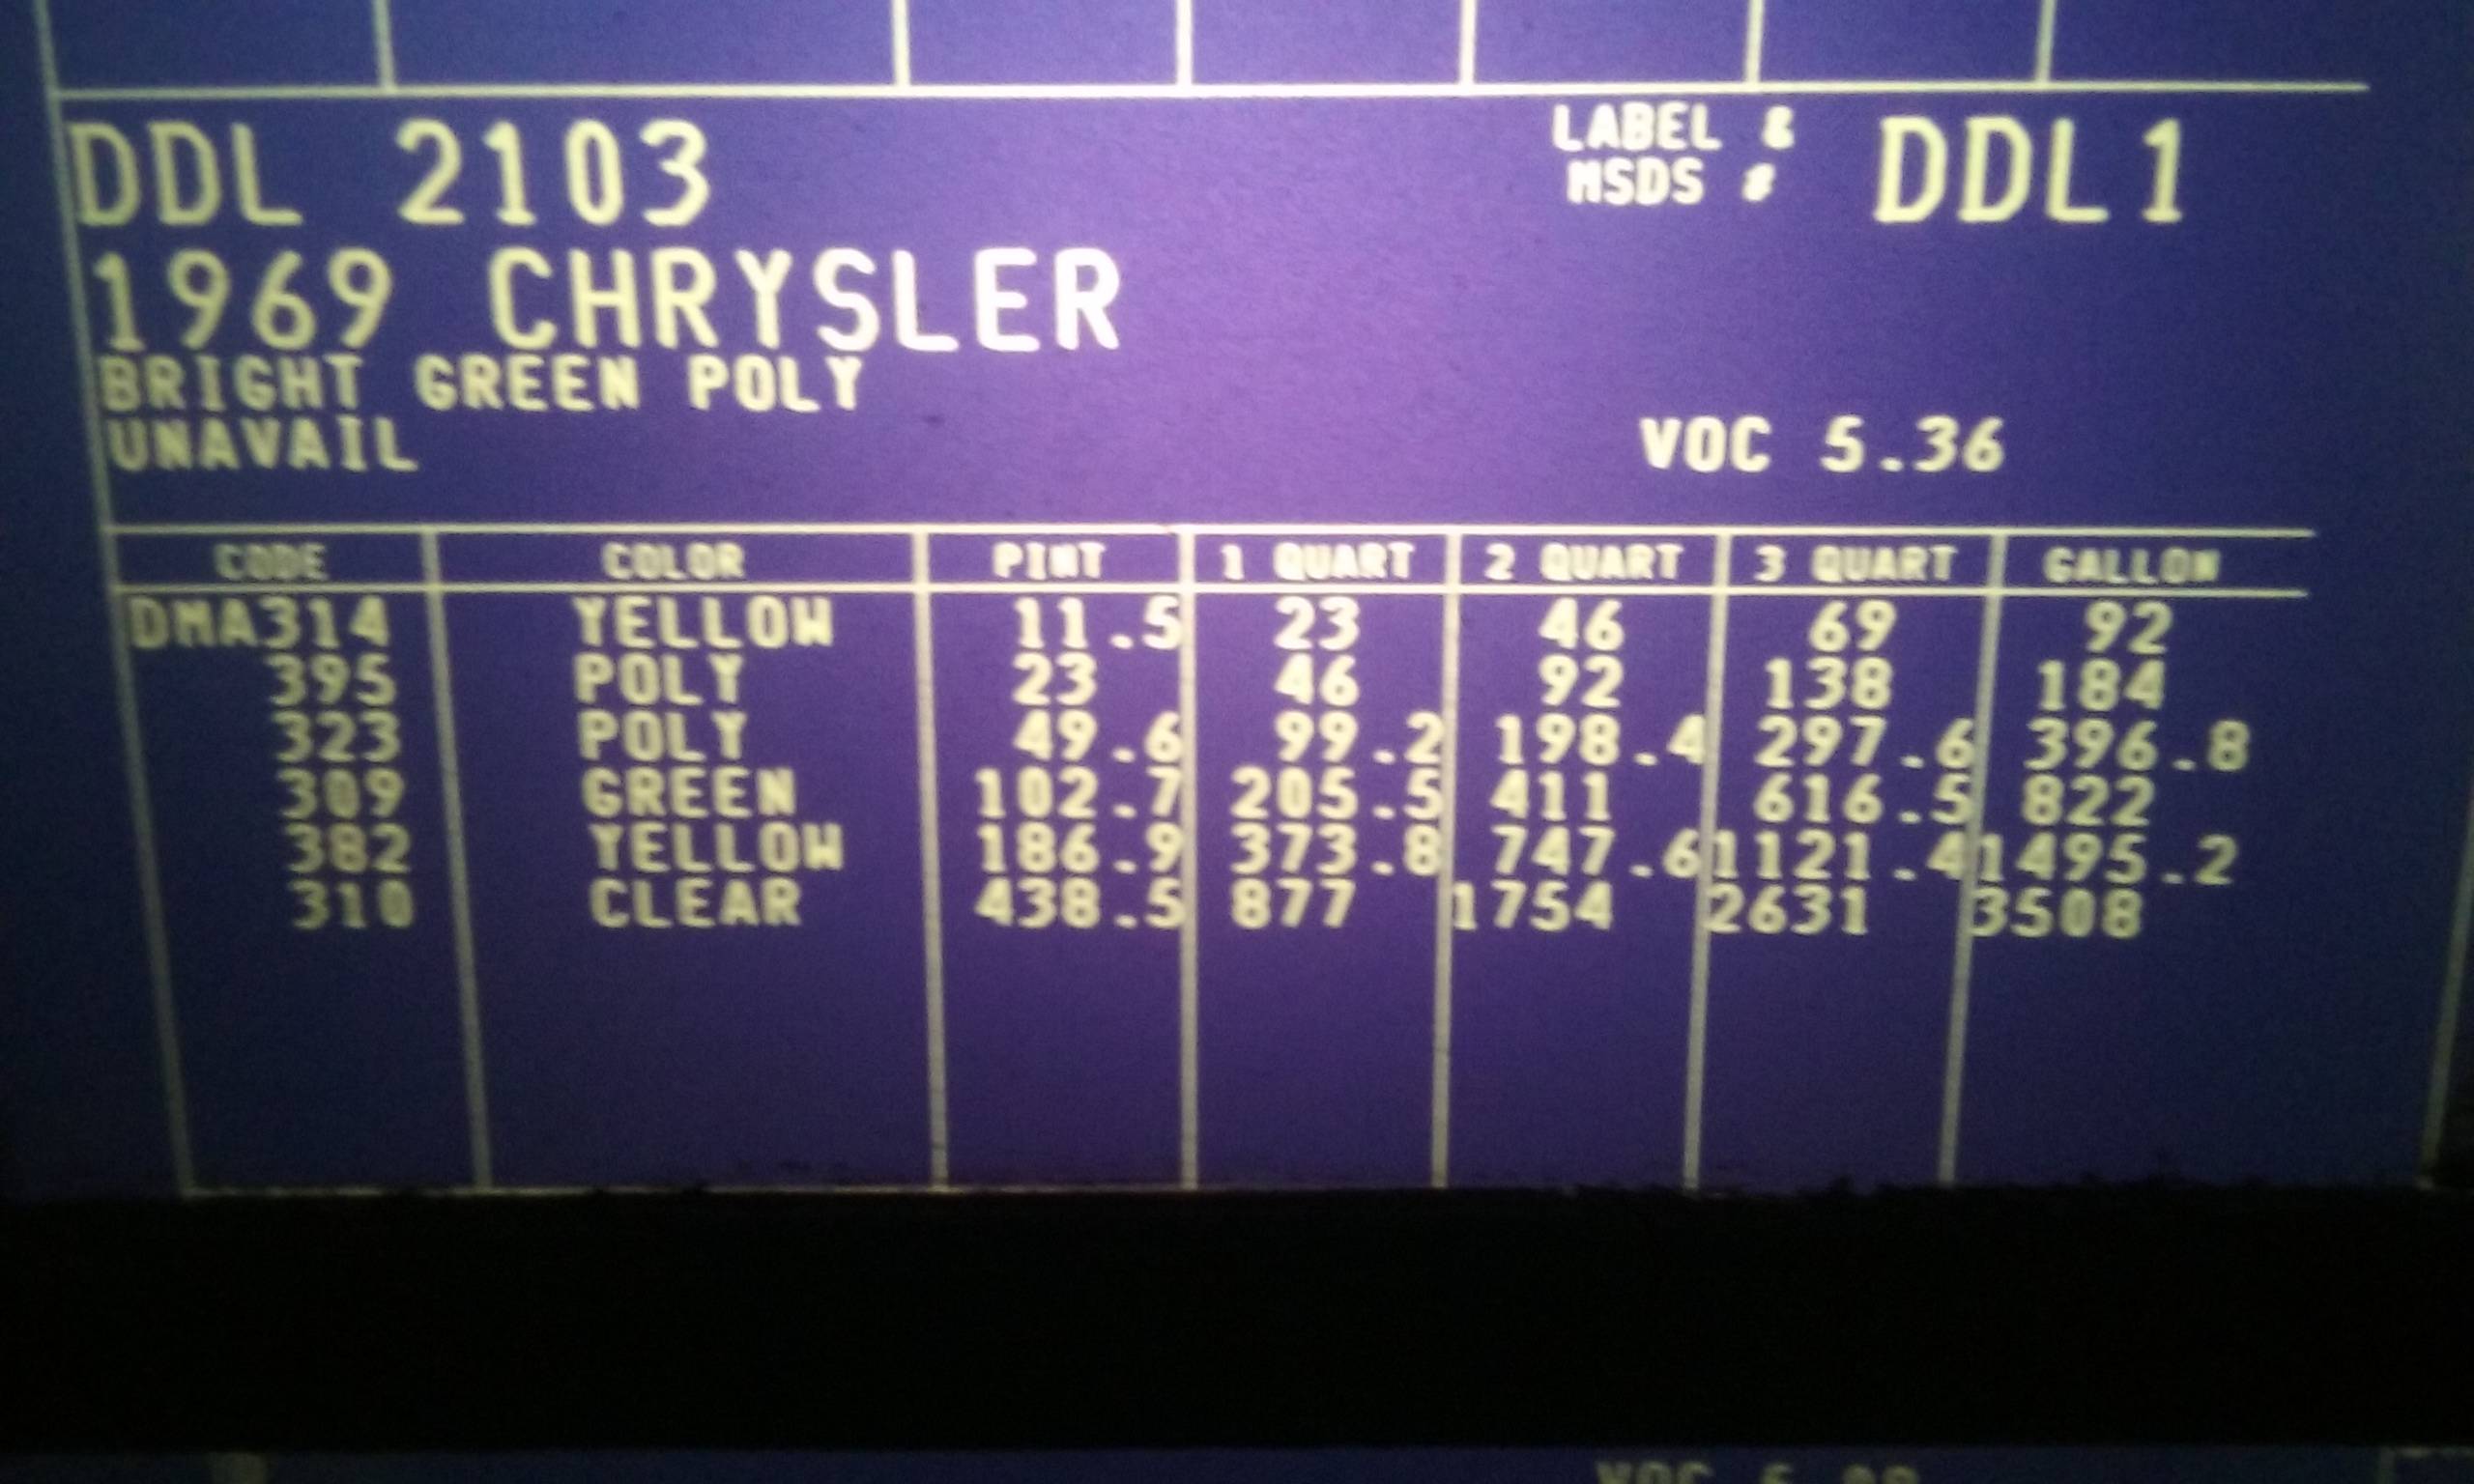 DDL 2103
LABEL &
MSDS #
DDL1
1969 CHRYSLER
BRIGHT GREEN POLY
UNAVAIL
VOC 5.36
CODE COLOR PINT 1 QUART 2 QUART 3 QUART GALLON
DMA314 YELLOW 11.5 23 46 69 92
395 POLY 23 46 92 138 184
323 POLY 49.6 99.2 198.4 297.6 396.8
309 GREEN 102.7 205.5 411 616.5 822
382 YELLOW 186.9 373.8 747.6 1121.4 1495.2
310 CLEAR 438.5 877 1754 2631 3508
VOC